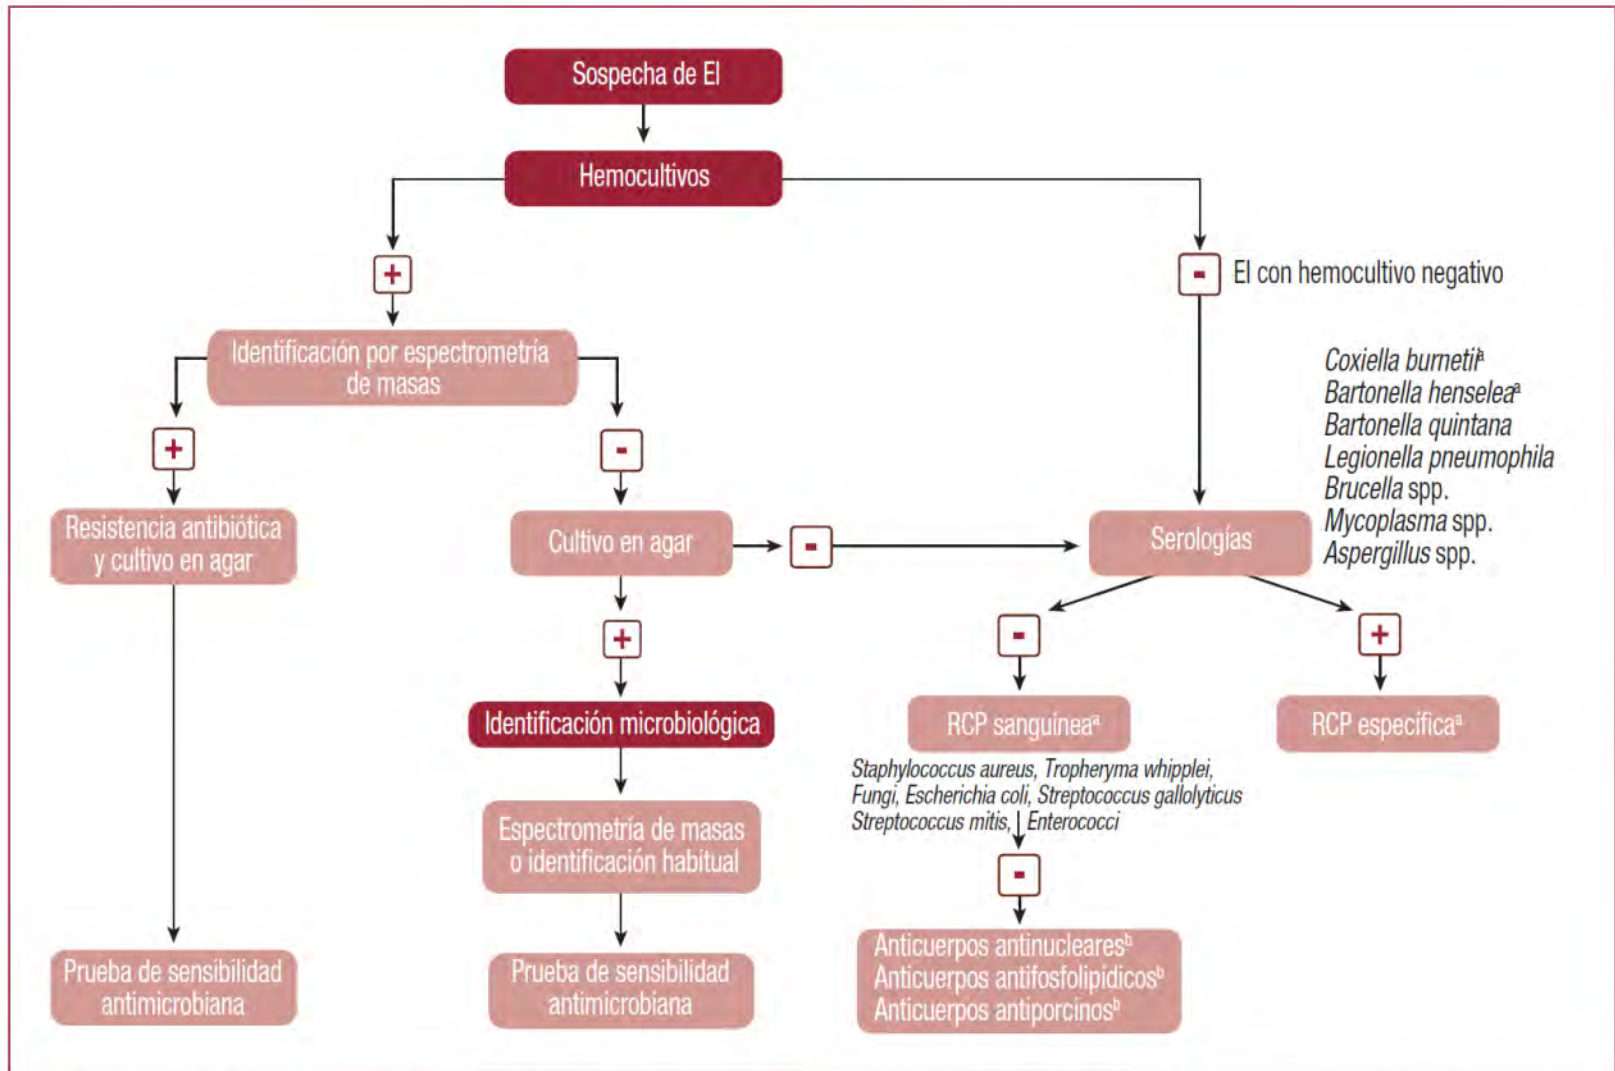 Sospecha de EI
Hemocultivos
+
-
EI con hemocultivo negativo
Identificación por espectrometría
de masas
Coxiella burnetiiª
Bartonella henseleaª
Bartonella quintana
Legionella pneumophila
Brucella spp.
Mycoplasma spp.
Aspergillus spp.
+
-
Resistencia antibiótica
y cultivo en agar
Cultivo en agar
-
Serologías
+
-
+
Identificación microbiológica
RCP sanguíneaª
RCP específicaª
Staphylococcus aureus, Tropheryma whipplei,
Fungi, Escherichia coli, Streptococcus gallolyticus
Streptococcus mitis, Enterococci
Espectrometría de masas
o identificación habitual
-
Prueba de sensibilidad
antimicrobiana
Prueba de sensibilidad
antimicrobiana
Anticuerpos antinuclearesᵇ
Anticuerpos antifosfolipídicosᵇ
Anticuerpos antiporcinosᵇ